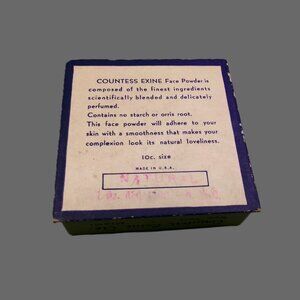 COUNTESS EXINE Face Powder is
composed of the finest ingredients
scientifically blended and delicately
perfumed.
Contains no starch or orris root.
This face powder will adhere to your
skin with a smoothness that makes your
complexion look its natural loveliness.
10c. size
MADE IN U.S.A.
NATURAL